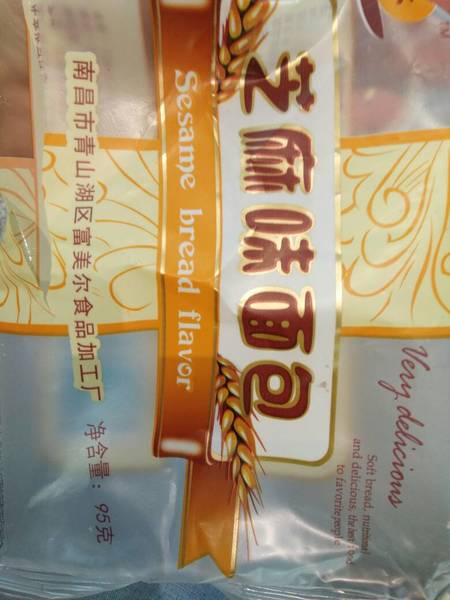 Very delicious
Soft bread, nutritional
and delicious, the best food
to favorite people
芝麻味面包
Sesame bread flavor
南昌市青山湖区富美尔食品加工厂 净含量：95克